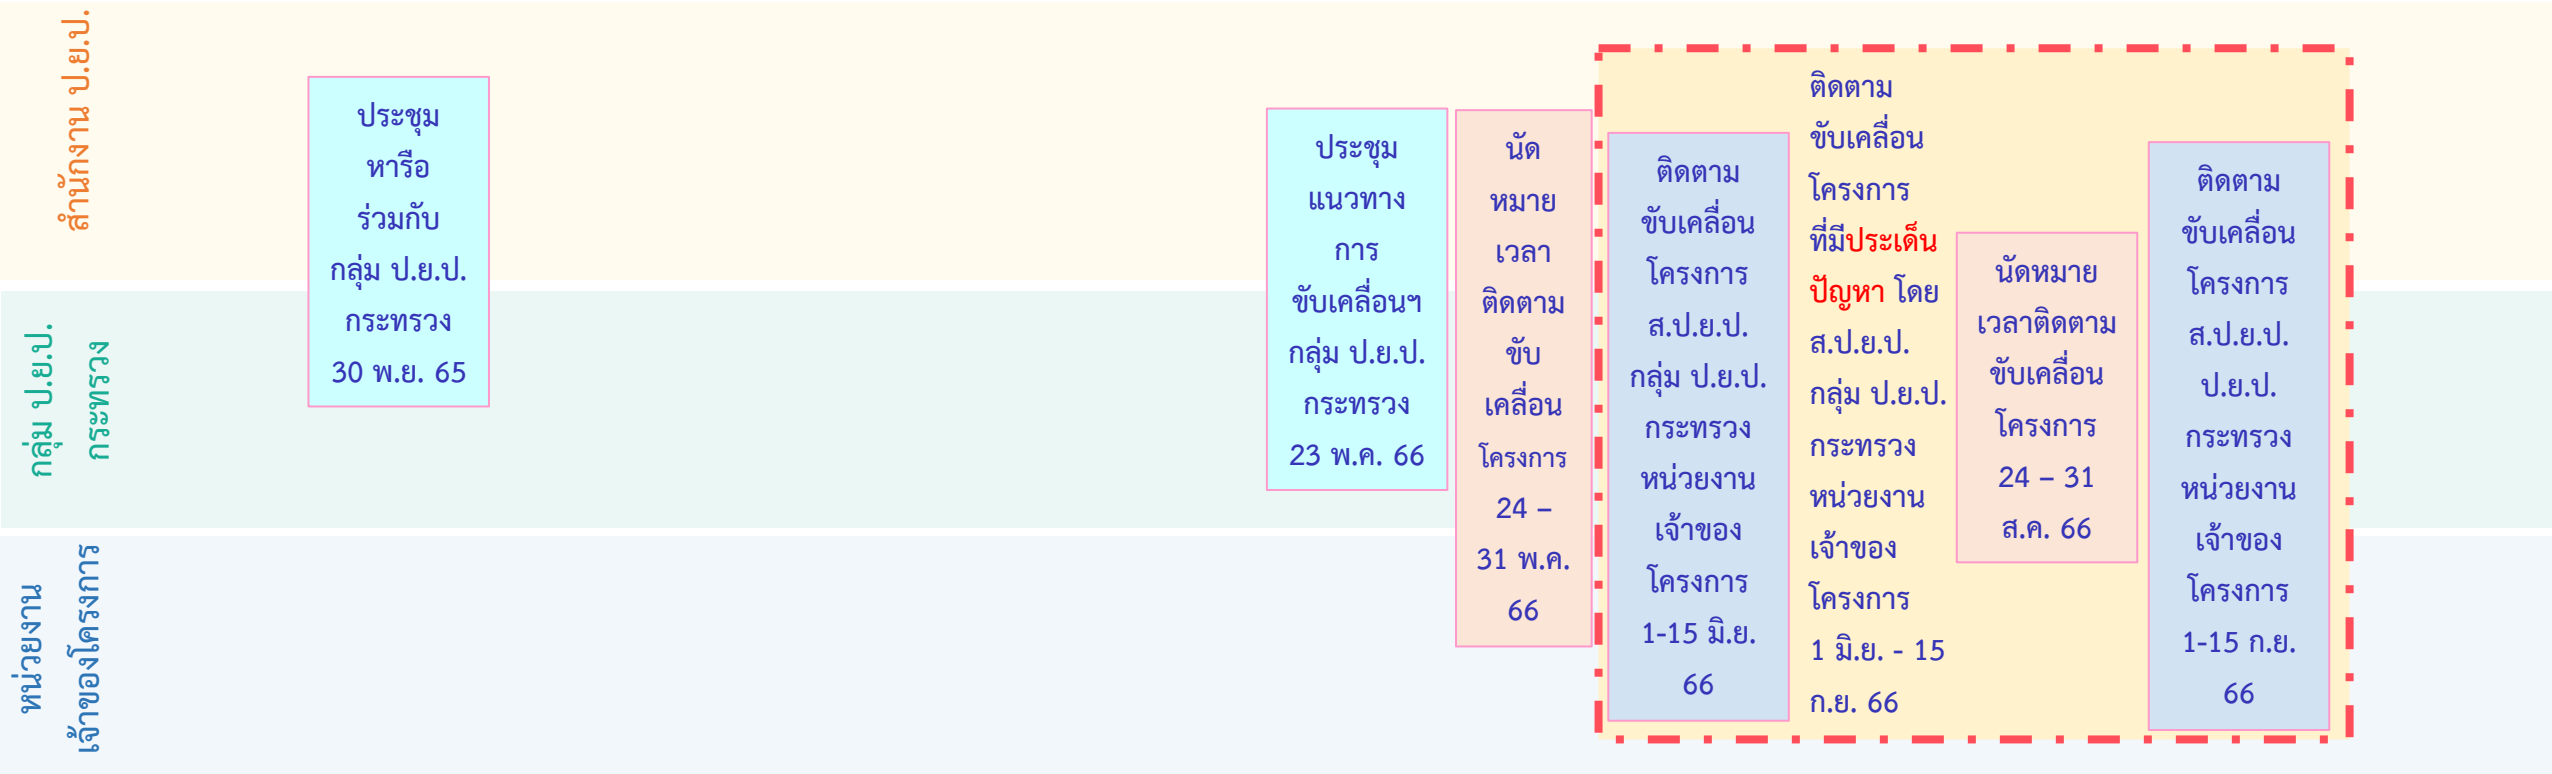 สำนักงาน ป.ย.ป.
กลุ่ม ป.ย.ป.
กระทรวง
หน่วยงาน
เจ้าของโครงการ
ประชุม
หารือ
ร่วมกับ
กลุ่ม ป.ย.ป.
กระทรวง
30 พ.ย. 65
ประชุม
แนวทาง
การ
ขับเคลื่อนฯ
กลุ่ม ป.ย.ป.
กระทรวง
23 พ.ค. 66
นัด
หมาย
เวลา
ติดตาม
ขับ
เคลื่อน
โครงการ
24 –
31 พ.ค.
66
ติดตาม
ขับเคลื่อน
โครงการ
ส.ป.ย.ป.
กลุ่ม ป.ย.ป.
กระทรวง
หน่วยงาน
เจ้าของ
โครงการ
1-15 มิ.ย.
66
ติดตาม
ขับเคลื่อน
โครงการ
ที่มีประเด็น
ปัญหา โดย
ส.ป.ย.ป.
กลุ่ม ป.ย.ป.
กระทรวง
หน่วยงาน
เจ้าของ
โครงการ
1 มิ.ย. - 15
ก.ย. 66
นัดหมาย
เวลาติดตาม
ขับเคลื่อน
โครงการ
24 – 31
ส.ค. 66
ติดตาม
ขับเคลื่อน
โครงการ
ส.ป.ย.ป.
ป.ย.ป.
กระทรวง
หน่วยงาน
เจ้าของ
โครงการ
1-15 ก.ย.
66